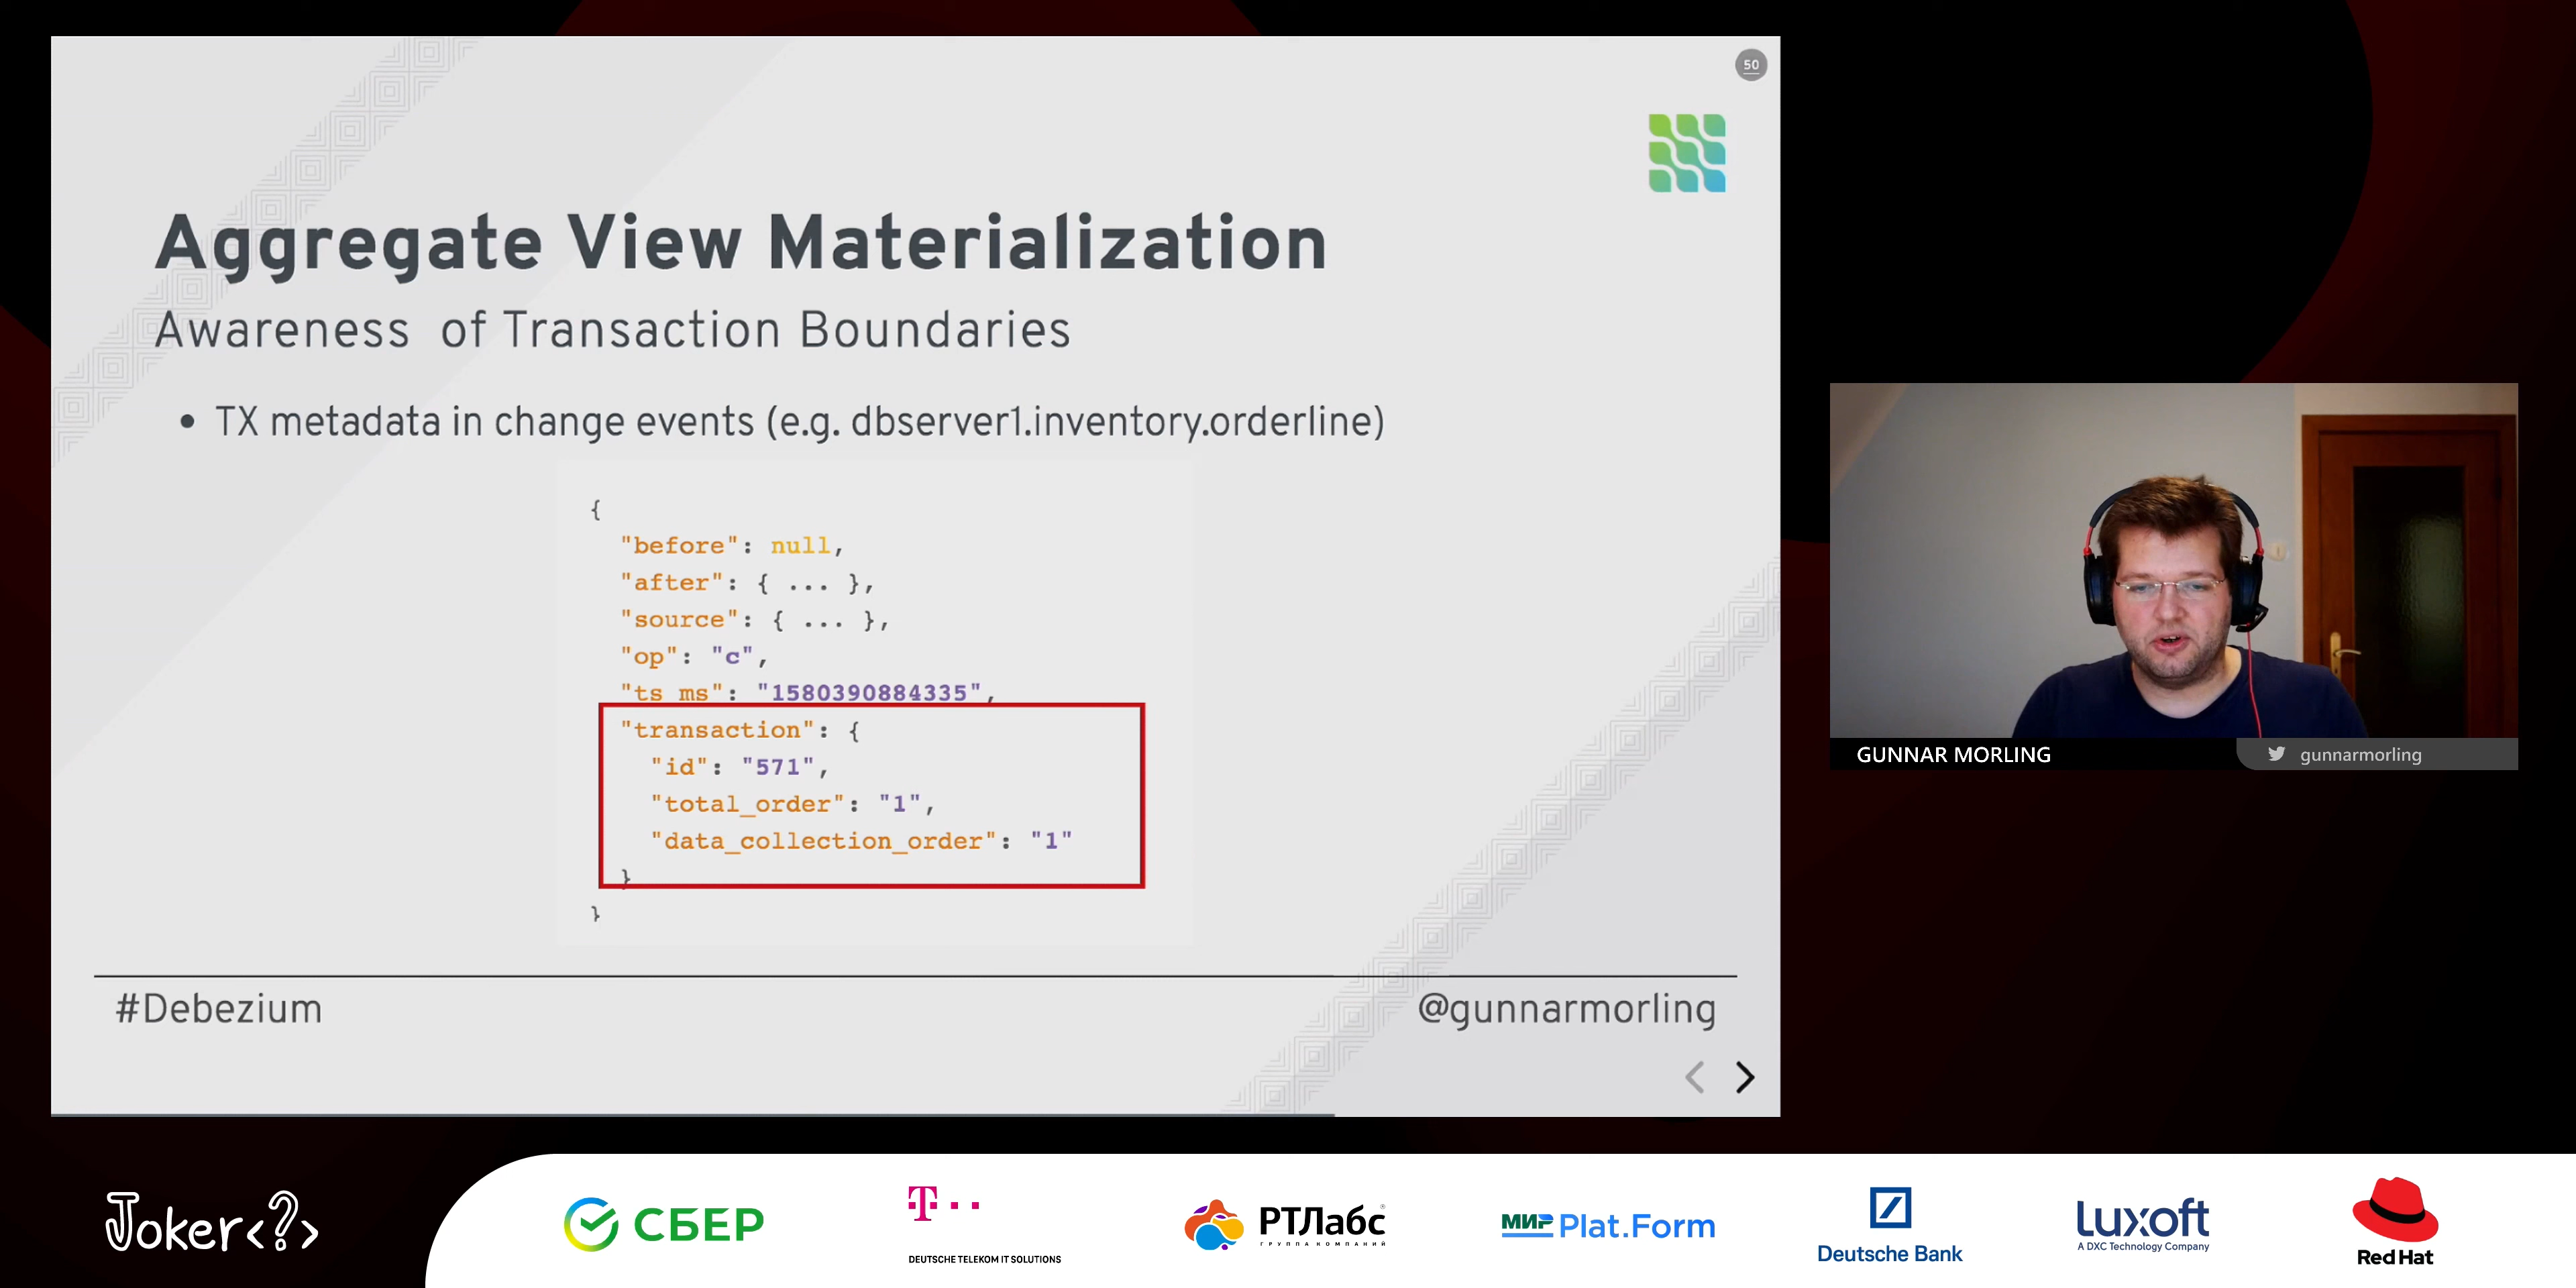 50
Aggregate View Materialization
Awareness of Transaction Boundaries
• TX metadata in change events (e.g. dbserver1.inventory.orderline)
{
"before": null,
"after": { ... },
"source": { ... },
"op": "c",
"ts_ms": "1580390884335",
"transaction": {
"id": "571",
"total_order": "1",
"data_collection_order": "1"
}
}
#Debezium
@gunnarmorling
GUNNAR MORLING
gunnarmorling
Joker<?>
СБЕР
T
DEUTSCHE TELEKOM IT SOLUTIONS
РТЛабс
ГРУППА КОМПАНИЙ
МИР Plat.Form
Deutsche Bank
Luxoft
A DXC Technology Company
Red Hat